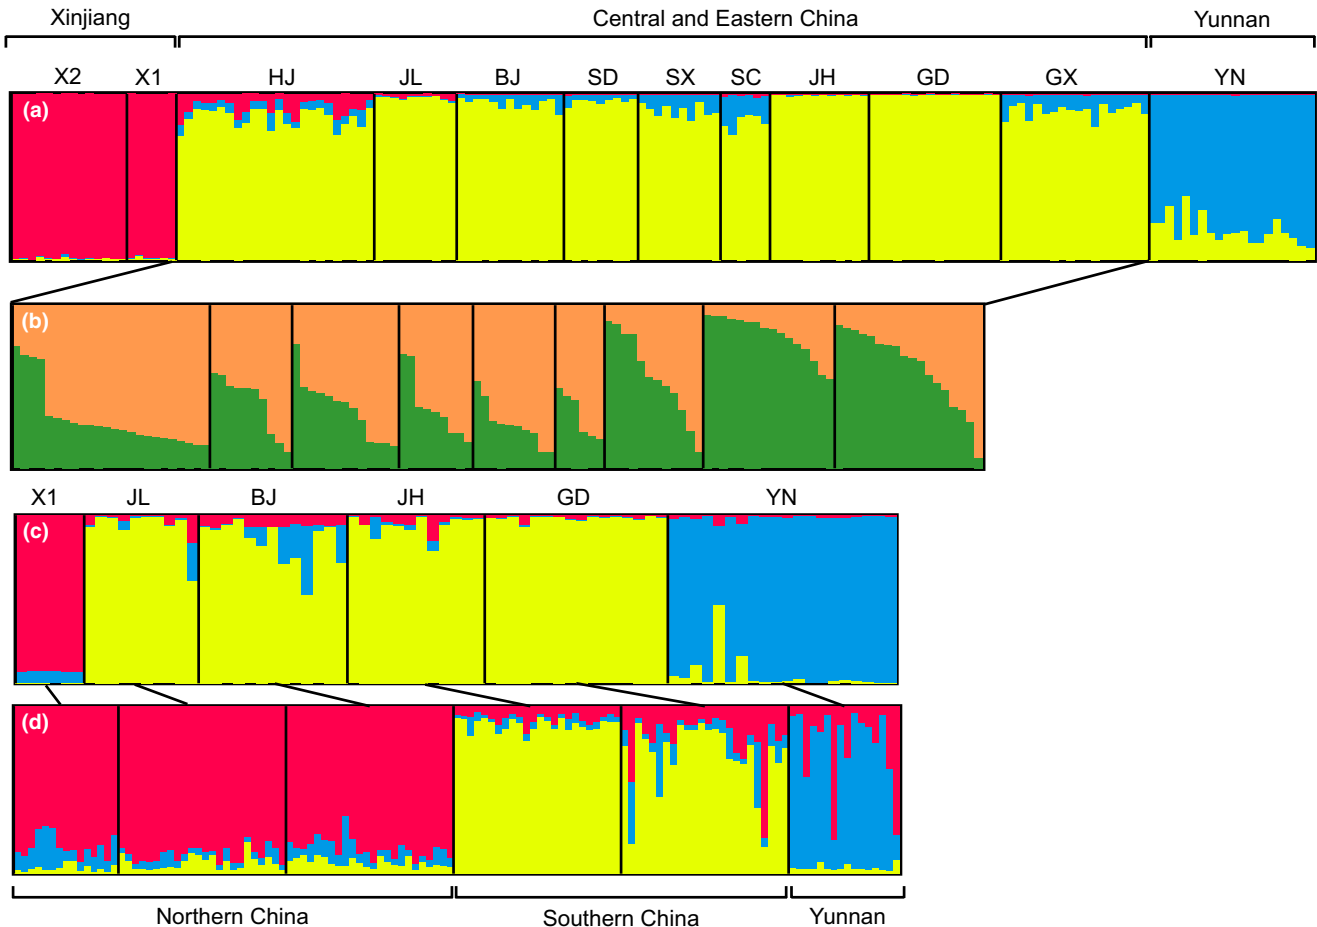 Xinjiang Central and Eastern China Yunnan
X2 X1 HJ JL BJ SD SX SC JH GD GX YN
(a)
(b)
X1 JL BJ JH GD YN
(c)
(d)
Northern China Southern China Yunnan